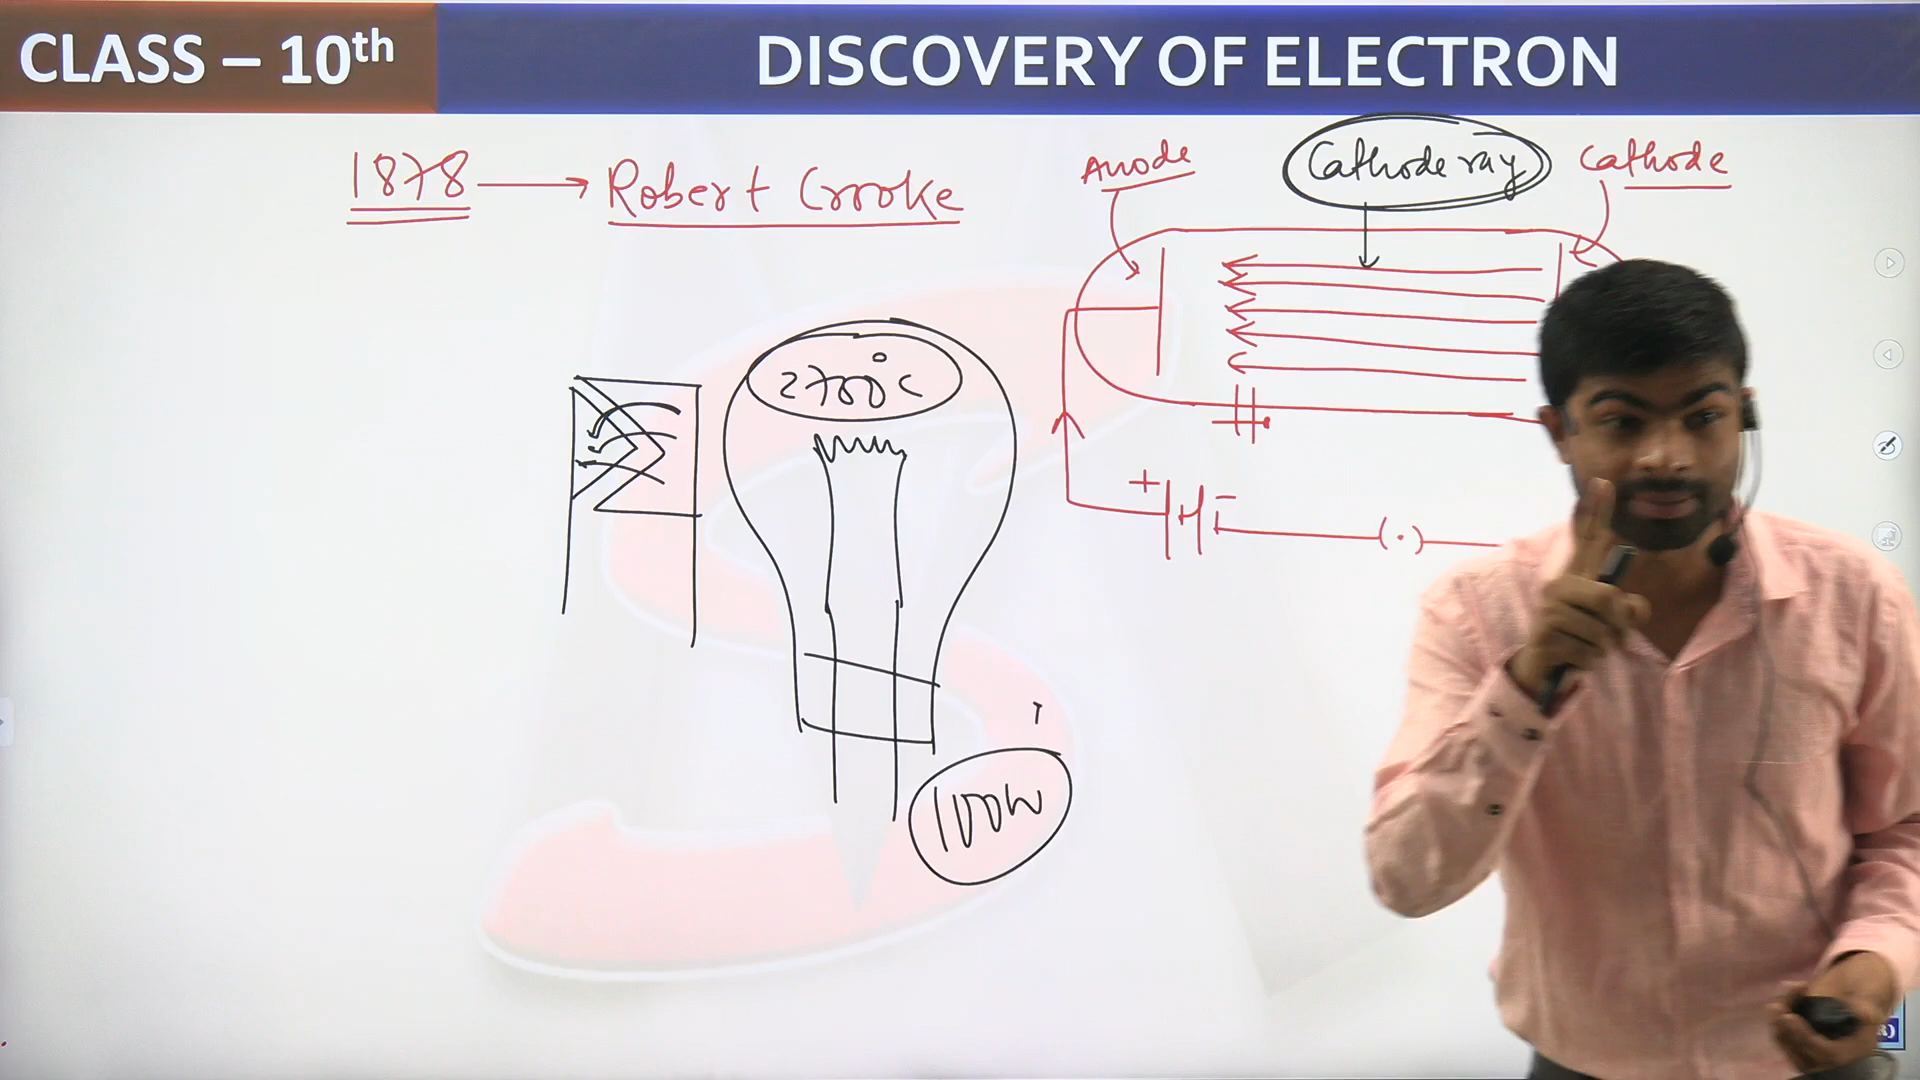 CLASS – 10th
DISCOVERY OF ELECTRON
1878 → Robert Crooke
Anode
Cathode ray
Cathode
2700°C
+
-
(·)
100W
R)